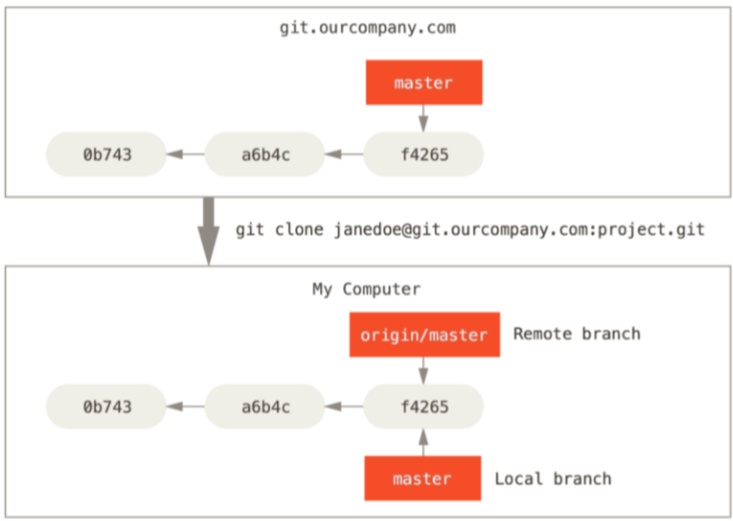 git.ourcompany.com
master
0b743 a6b4c f4265
git clone janedoe@git.ourcompany.com:project.git
My Computer
origin/master Remote branch
0b743 a6b4c f4265
master Local branch